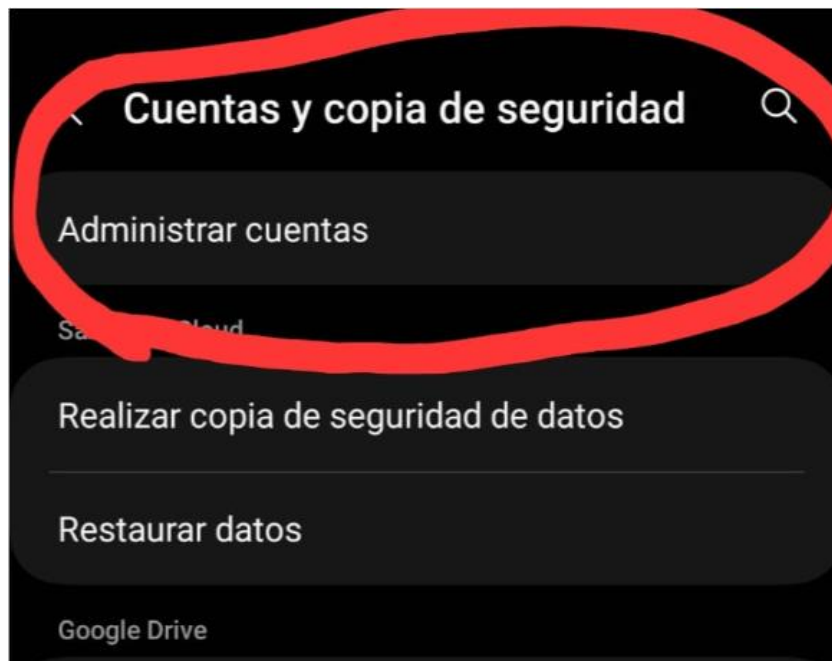 Cuentas y copia de seguridad
Administrar cuentas
Realizar copia de seguridad de datos
Restaurar datos
Google Drive